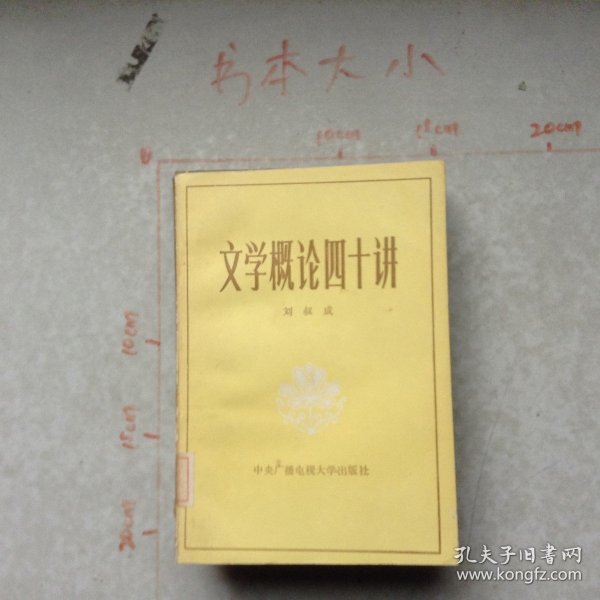 书本大小
0
10cm
15cm
20cm
文学概论四十讲
刘叔成
10cm
15cm
中央广播电视大学出版社
20cm
孔夫子旧书网
www.kongfz.com